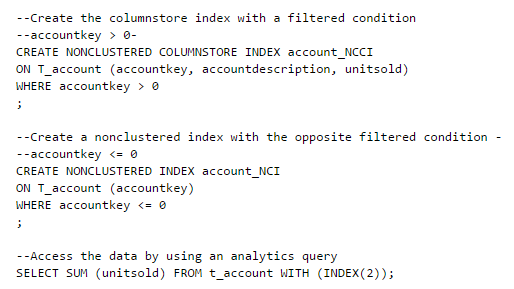 --Create the columnstore index with a filtered condition
--accountkey > 0-
CREATE NONCLUSTERED COLUMNSTORE INDEX account_NCCI
ON T_account (accountkey, accountdescription, unitsold)
WHERE accountkey > 0
;
--Create a nonclustered index with the opposite filtered condition -
--accountkey <= 0
CREATE NONCLUSTERED INDEX account_NCI
ON T_account (accountkey)
WHERE accountkey <= 0
;
--Access the data by using an analytics query
SELECT SUM (unitsold) FROM t_account WITH (INDEX(2));